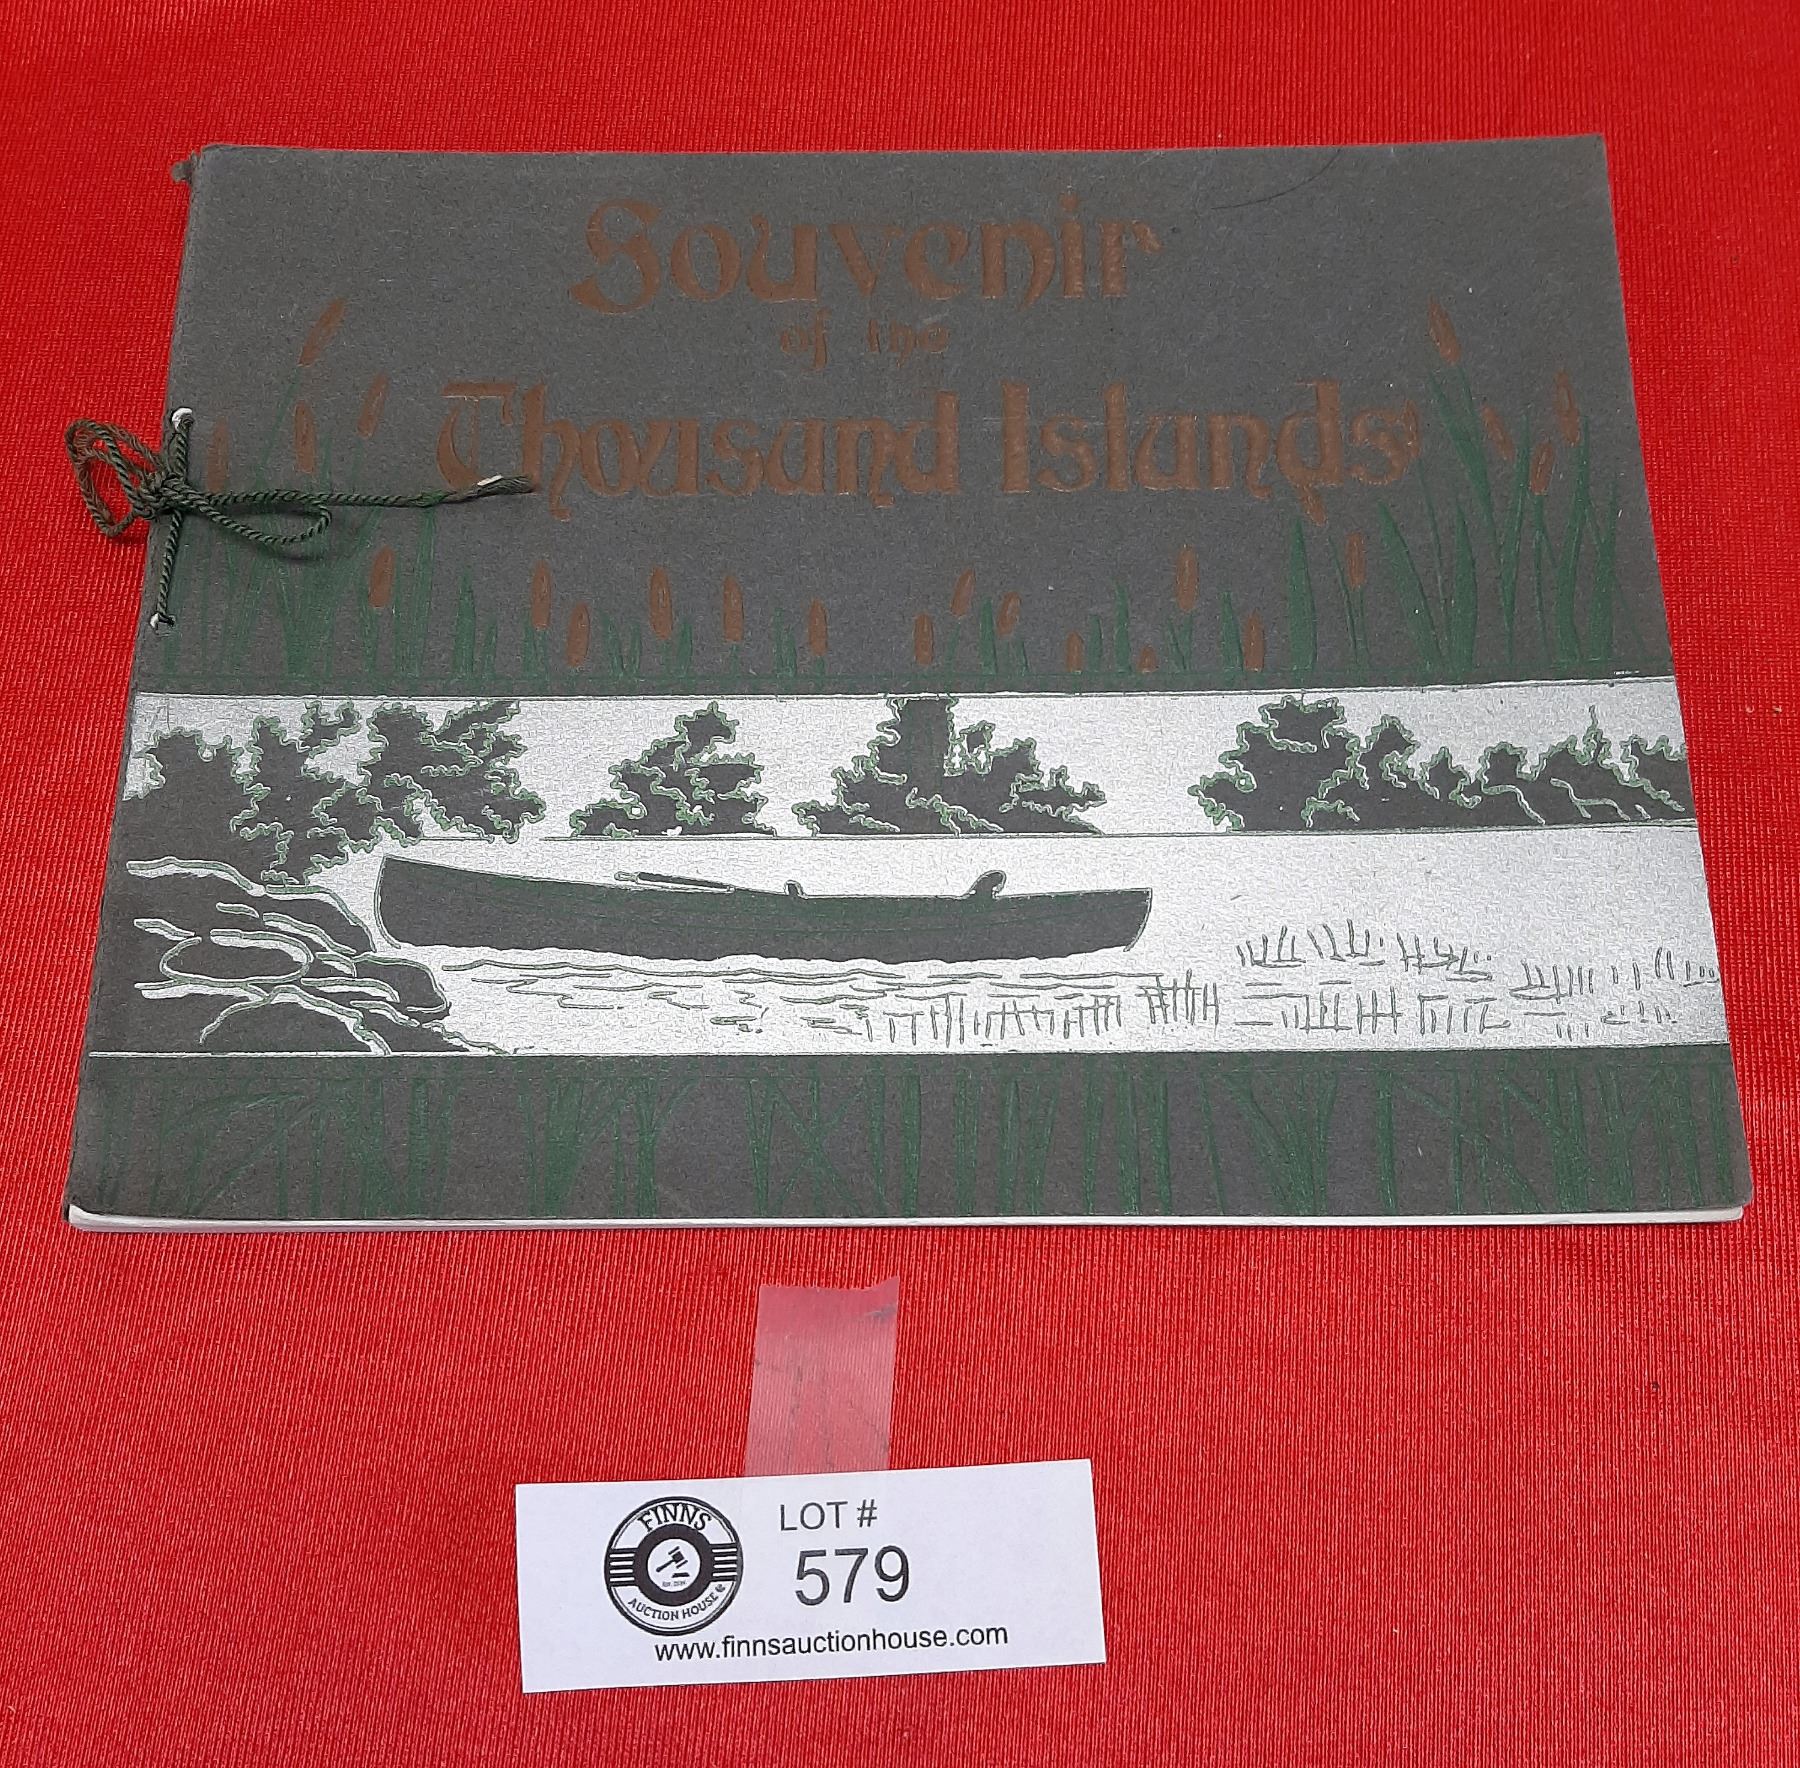 Souvenir
of the
Thousand Islands
FINNS
AUCTION HOUSE
LOT #
579
www.finnsauctionhouse.com